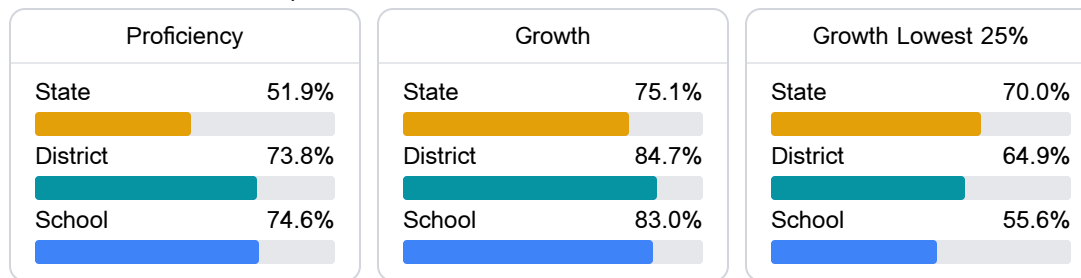 Proficiency
State 51.9%
District 73.8%
School 74.6%
Growth
State 75.1%
District 84.7%
School 83.0%
Growth Lowest 25%
State 70.0%
District 64.9%
School 55.6%